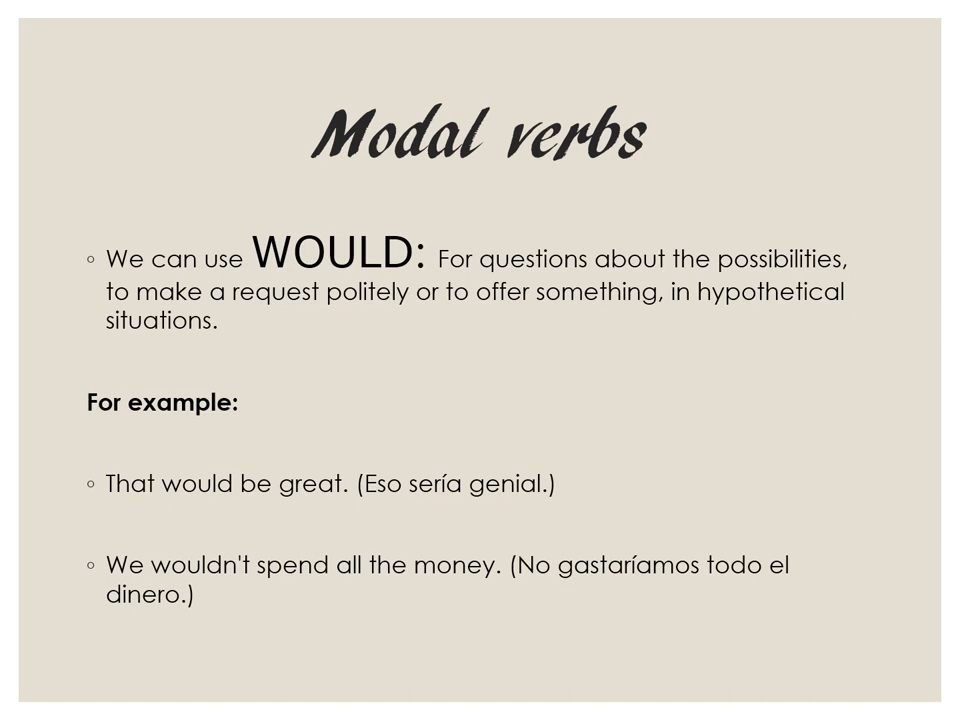 Modal verbs
◦ We can use WOULD: For questions about the possibilities,
to make a request politely or to offer something, in hypothetical
situations.
For example:
◦ That would be great. (Eso sería genial.)
◦ We wouldn't spend all the money. (No gastaríamos todo el
dinero.)